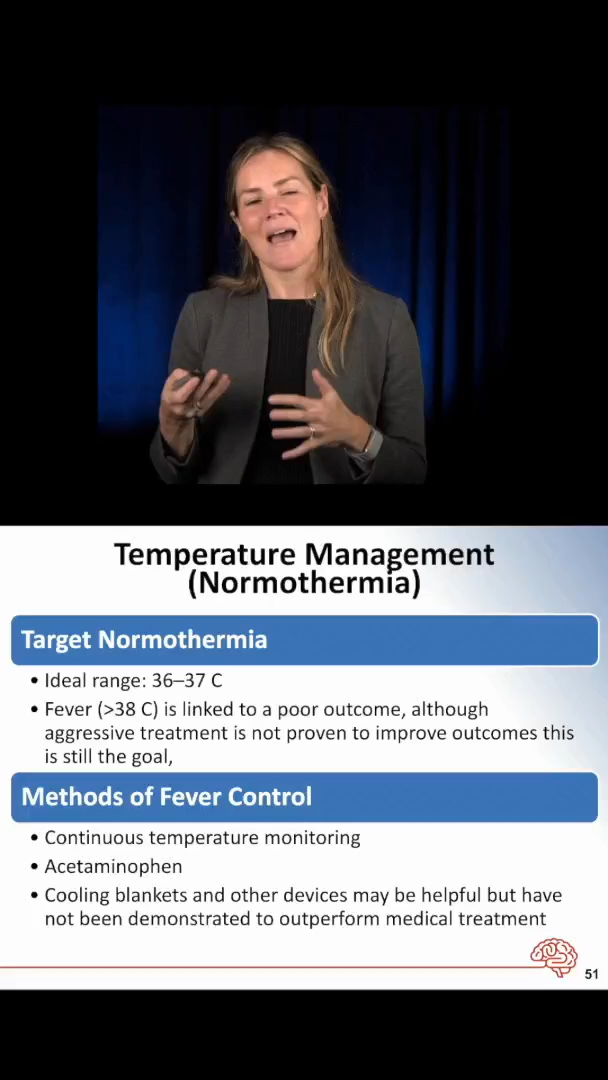 Temperature Management
(Normothermia)
Target Normothermia
• Ideal range: 36–37 C
• Fever (>38 C) is linked to a poor outcome, although
aggressive treatment is not proven to improve outcomes this
is still the goal,
Methods of Fever Control
• Continuous temperature monitoring
• Acetaminophen
• Cooling blankets and other devices may be helpful but have
not been demonstrated to outperform medical treatment
51